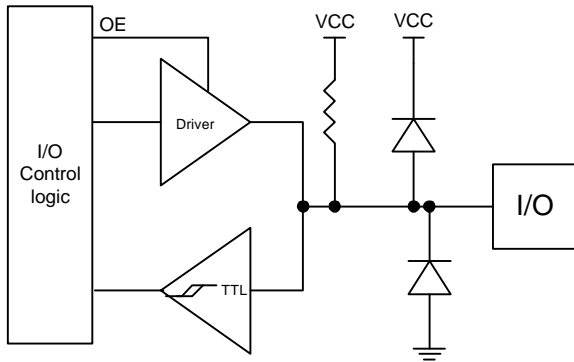 OE
VCC
VCC
Driver
I/O
Control
logic
I/O
TTL